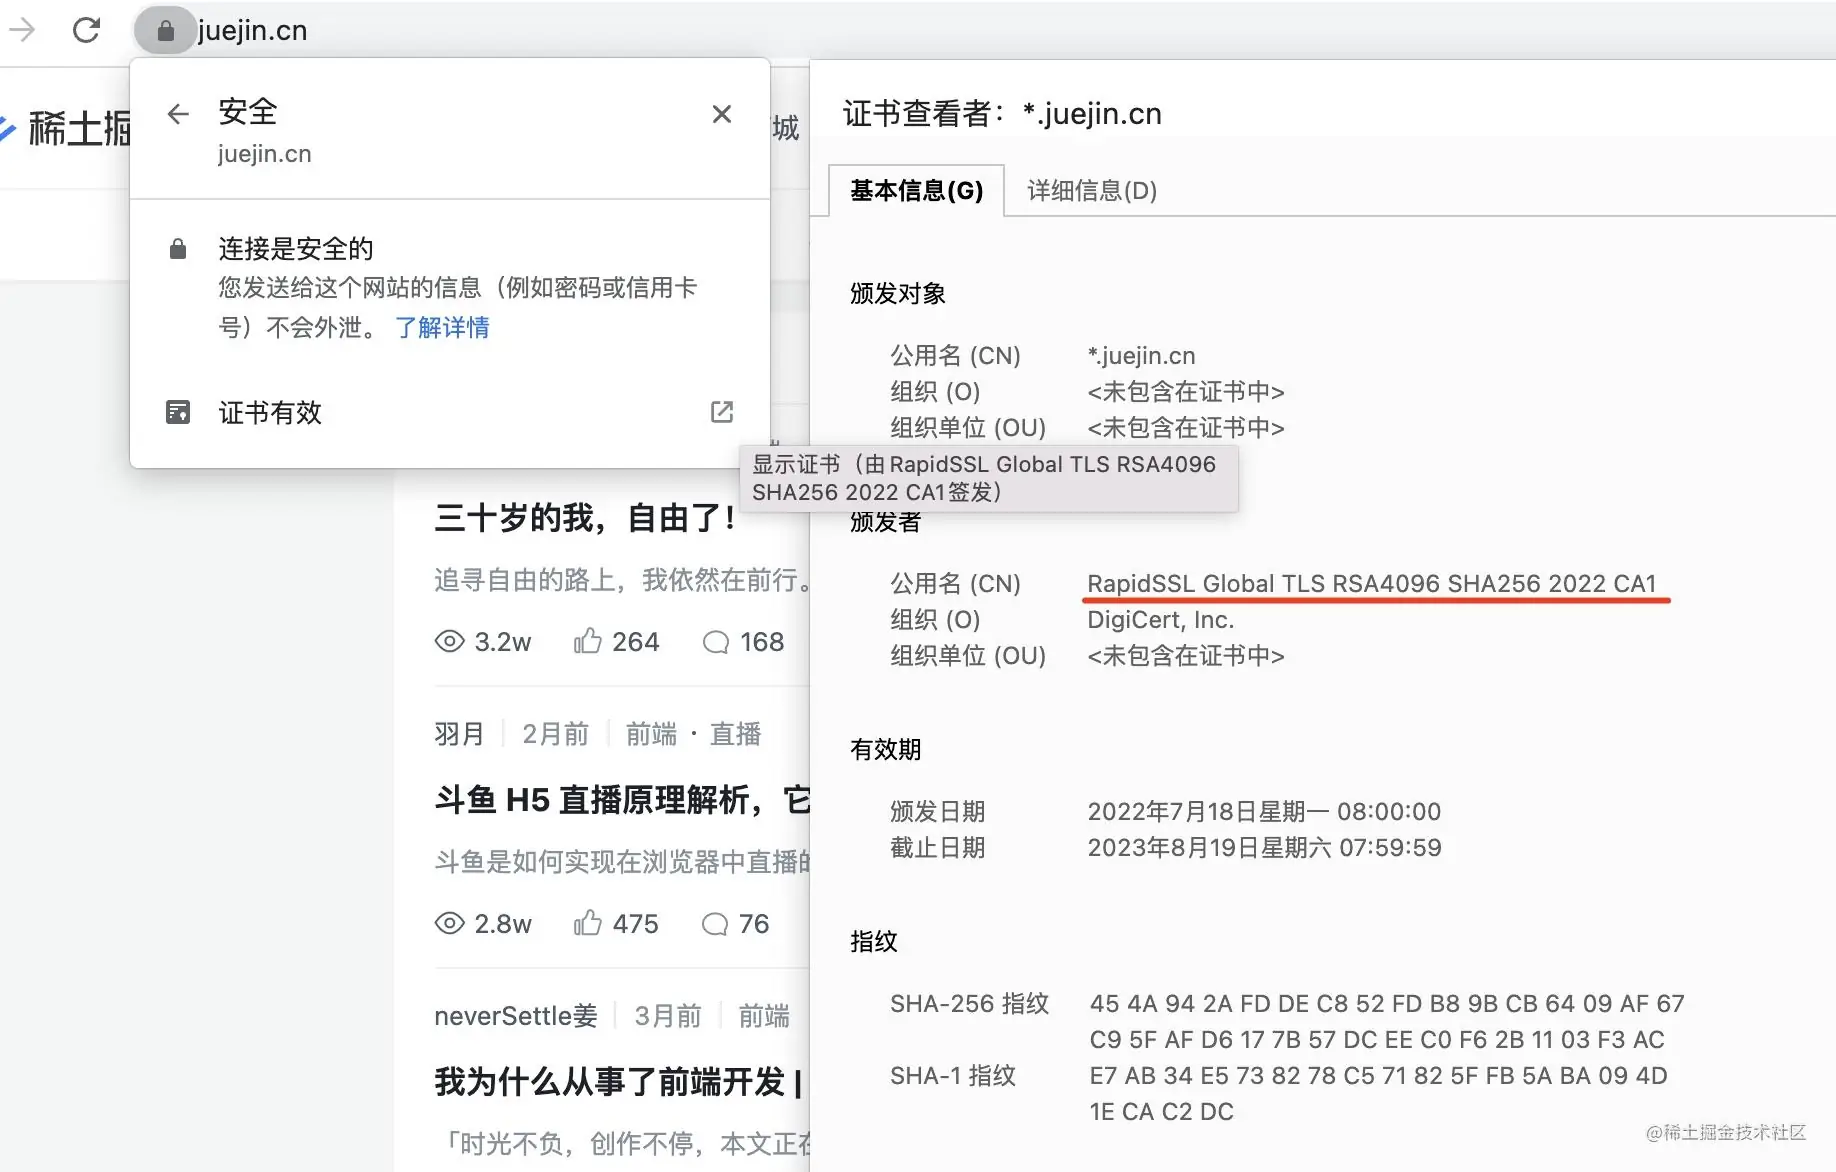 juejin.cn
稀土掘
城
安全
juejin.cn
连接是安全的
您发送给这个网站的信息（例如密码或信用卡
号）不会外泄。 了解详情
证书有效
显示证书（由 RapidSSL Global TLS RSA4096
SHA256 2022 CA1 签发）
三十岁的我，自由了！
追寻自由的路上，我依然在前行。
3.2w 264 168
羽月 2月前 前端 · 直播
斗鱼 H5 直播原理解析，它
斗鱼是如何实现在浏览器中直播的
2.8w 475 76
neverSettle姜 3月前 前端
我为什么从事了前端开发 |
「时光不负，创作不停，本文正在
证书查看者：*.juejin.cn
基本信息(G) 详细信息(D)
颁发对象
公用名 (CN) *.juejin.cn
组织 (O) <未包含在证书中>
组织单位 (OU) <未包含在证书中>
颁发者
公用名 (CN) RapidSSL Global TLS RSA4096 SHA256 2022 CA1
组织 (O) DigiCert, Inc.
组织单位 (OU) <未包含在证书中>
有效期
颁发日期 2022年7月18日星期一 08:00:00
截止日期 2023年8月19日星期六 07:59:59
指纹
SHA-256 指纹 45 4A 94 2A FD DE C8 52 FD B8 9B CB 64 09 AF 67
C9 5F AF D6 17 7B 57 DC EE C0 F6 2B 11 03 F3 AC
SHA-1 指纹 E7 AB 34 E5 73 82 78 C5 71 82 5F FB 5A BA 09 4D
1E CA C2 DC
@稀土掘金技术社区